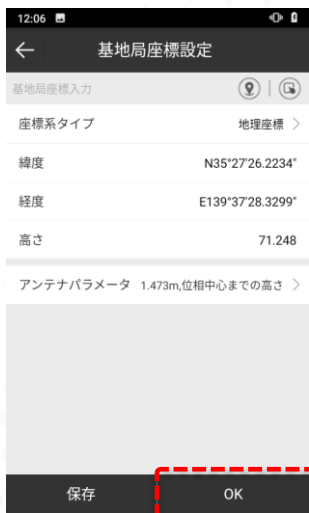 12:06
基地局座標設定
基地局座標入力
座標系タイプ 地理座標
緯度 N35°27'26.2234"
経度 E139°37'28.3299"
高さ 71.248
アンテナパラメータ 1.473m,位相中心までの高さ
保存 OK